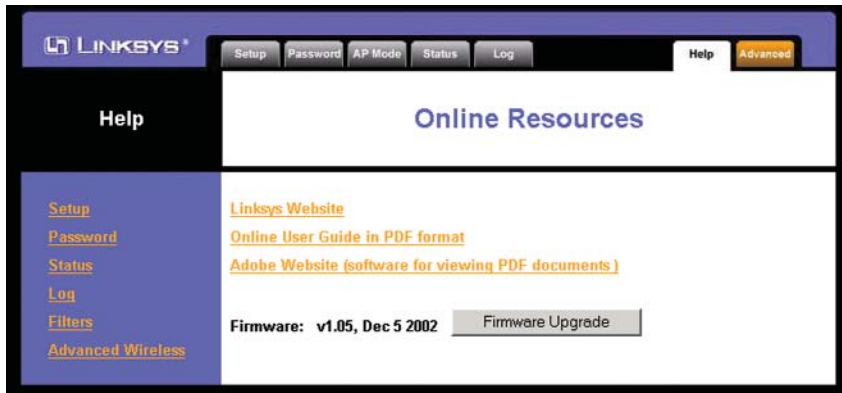 LINKSYS®
Setup Password AP Mode Status Log Help Advanced
Help
Online Resources
Setup
Password
Status
Log
Filters
Advanced Wireless
Linksys Website
Online User Guide in PDF format
Adobe Website (software for viewing PDF documents )
Firmware: v1.05, Dec 5 2002 Firmware Upgrade